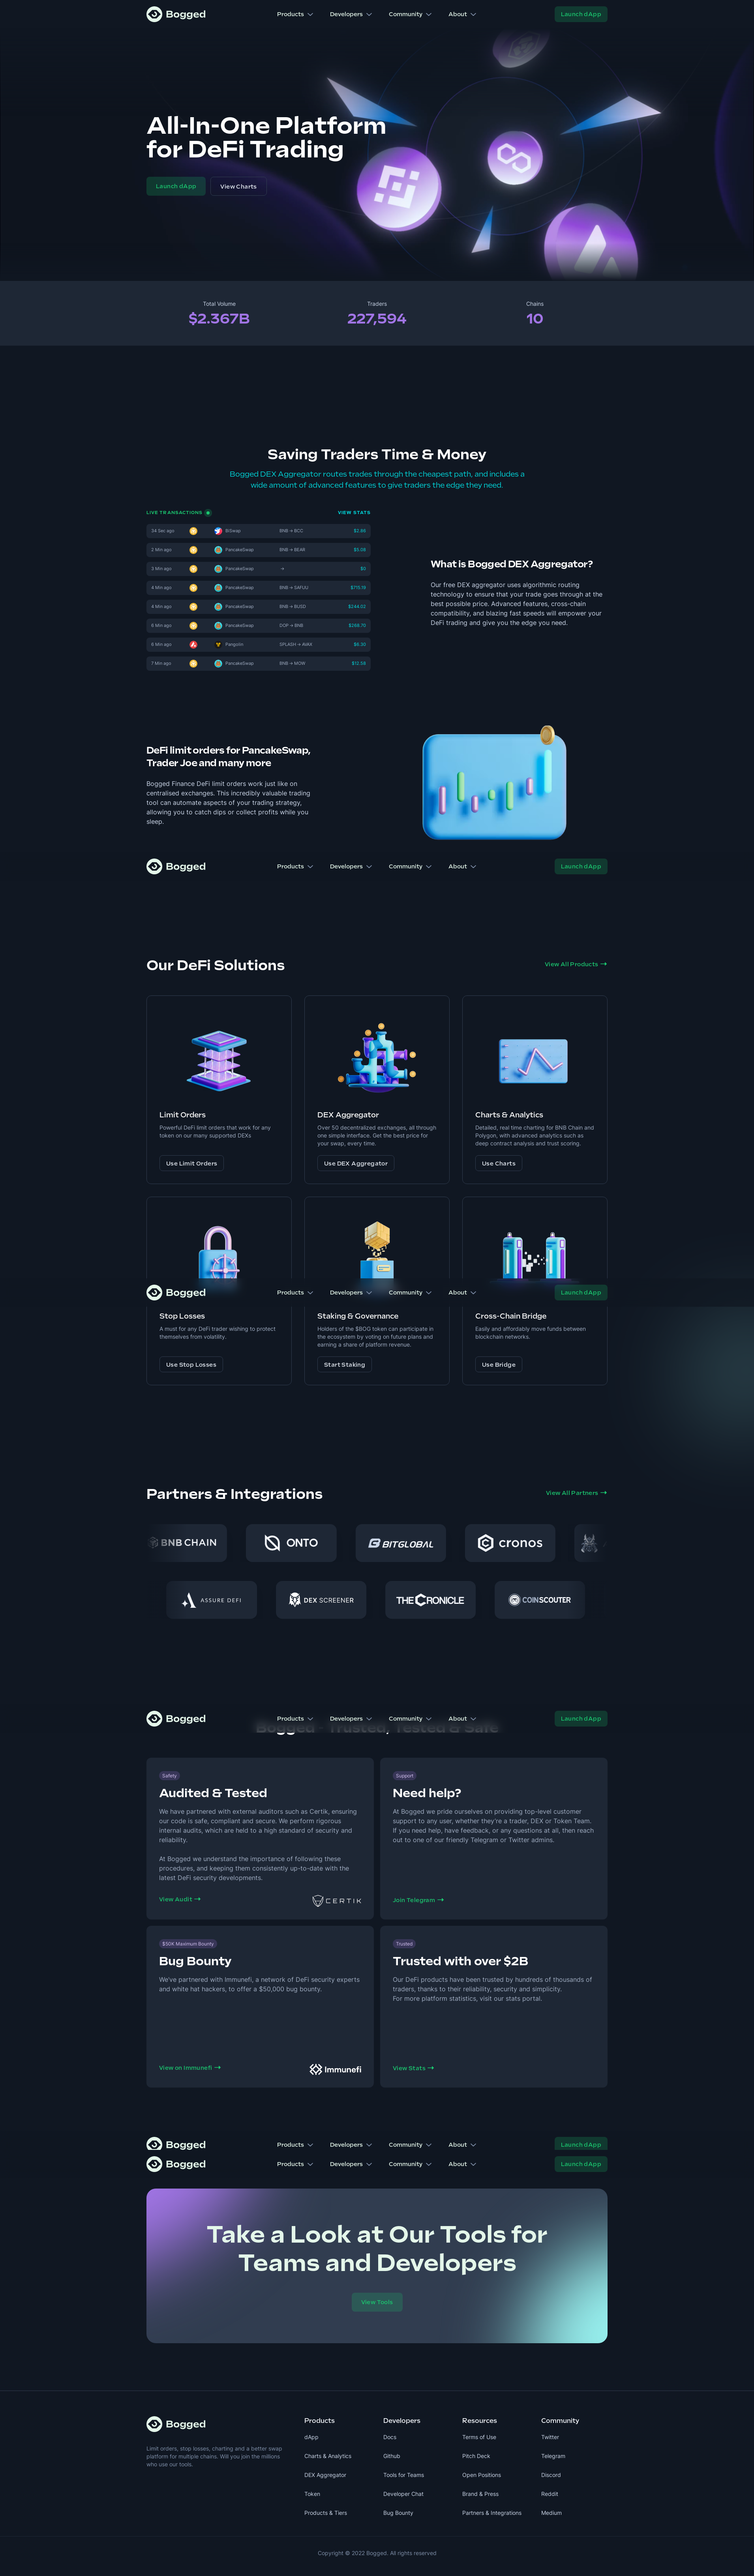 Bogged
Products
Developers
Community
About
Launch dApp
All-In-One Platform
for DeFi Trading
Launch dApp
View Charts
Total Volume
$2.367B
Traders
227,594
Chains
10
Saving Traders Time & Money
Bogged DEX Aggregator routes trades through the cheapest path, and includes a
wide amount of advanced features to give traders the edge they need.
LIVE TRANSACTIONS
VIEW STATS
34 Sec ago BiSwap BNB → BCC $2.86
2 Min ago PancakeSwap BNB → BEAR $5.08
3 Min ago PancakeSwap → $0
4 Min ago PancakeSwap BNB → SAFUU
4 Min ago PancakeSwap BNB → BUSD $244.02
6 Min ago PancakeSwap DOP → BNB $268.70
6 Min ago Pangolin SPLASH → AVAX $6.30
7 Min ago PancakeSwap BNB → MOW $12.58
What is Bogged DEX Aggregator?
Our free DEX aggregator uses algorithmic routing
technology to ensure that your trade goes through at the
best possible price. Advanced features, cross-chain
compatibility, and blazing fast speeds will empower your
DeFi trading and give you the edge you need.
DeFi limit orders for PancakeSwap,
Trader Joe and many more
Bogged Finance DeFi limit orders work just like on
centralised exchanges. This incredibly valuable trading
tool can automate aspects of your trading strategy,
allowing you to catch dips or collect profits while you
sleep.
Bogged
Products
Developers
Community
About
Launch dApp
Our DeFi Solutions
View All Products →
Limit Orders
Powerful DeFi limit orders that work for any
token on our many supported DEXs
Use Limit Orders
DEX Aggregator
Over 50 decentralized exchanges, all through
one simple interface. Get the best price for
your swap, every time.
Use DEX Aggregator
Charts & Analytics
Detailed, real time charting for BNB Chain and
Polygon, with advanced analytics such as
deep contract analysis and trust scoring.
Use Charts
Bogged
Products
Developers
Community
About
Launch dApp
Stop Losses
A must for any DeFi trader wishing to protect
themselves from volatility.
Use Stop Losses
Staking & Governance
Holders of the $BOG token can participate in
the ecosystem by voting on future plans and
earning a share of platform revenue.
Start Staking
Cross-Chain Bridge
Easily and affordably move funds between
blockchain networks.
Use Bridge
Partners & Integrations
View All Partners →
BNB CHAIN
ONTO
BITGLOBAL
cronos
ASSURE DEFI
DEX SCREENER
THE CRONICLE
COINSCOUTER
Bogged
Products
Developers
Community
About
Launch dApp
Bogged - Trusted, Tested & Safe
Safety
Audited & Tested
We have partnered with external auditors such as Certik, ensuring
our code is safe, compliant and secure. We perform rigorous
internal audits, which are held to a high standard of security and
reliability.
At Bogged we understand the importance of following these
procedures, and keeping them consistently up-to-date with the
latest DeFi security developments.
View Audit →
CERTIK
Support
Need help?
At Bogged we pride ourselves on providing top-level customer
support to any user, whether they're a trader, DEX or Token Team.
If you need help, have feedback, or any questions at all, then reach
out to one of our friendly Telegram or Twitter admins.
Join Telegram →
$50K Maximum Bounty
Bug Bounty
We've partnered with Immunefi, a network of DeFi security experts
and white hat hackers, to offer a $50,000 bug bounty.
View on Immunefi →
Immunefi
Trusted
Trusted with over $2B
Our DeFi products have been trusted by hundreds of thousands of
traders, thanks to their reliability, security and simplicity.
For more platform statistics, visit our stats portal.
View Stats →
Bogged
Products
Developers
Community
About
Launch dApp
Bogged
Products
Developers
Community
About
Launch dApp
Take a Look at Our Tools for
Teams and Developers
View Tools
Bogged
Limit orders, stop losses, charting and a better swap
platform for multiple chains. Will you join the millions
who use our tools.
Products
dApp
Charts & Analytics
DEX Aggregator
Token
Products & Tiers
Developers
Docs
Github
Tools for Teams
Developer Chat
Bug Bounty
Resources
Terms of Use
Pitch Deck
Open Positions
Brand & Press
Partners & Integrations
Community
Twitter
Telegram
Discord
Reddit
Medium
Copyright © 2022 Bogged. All rights reserved